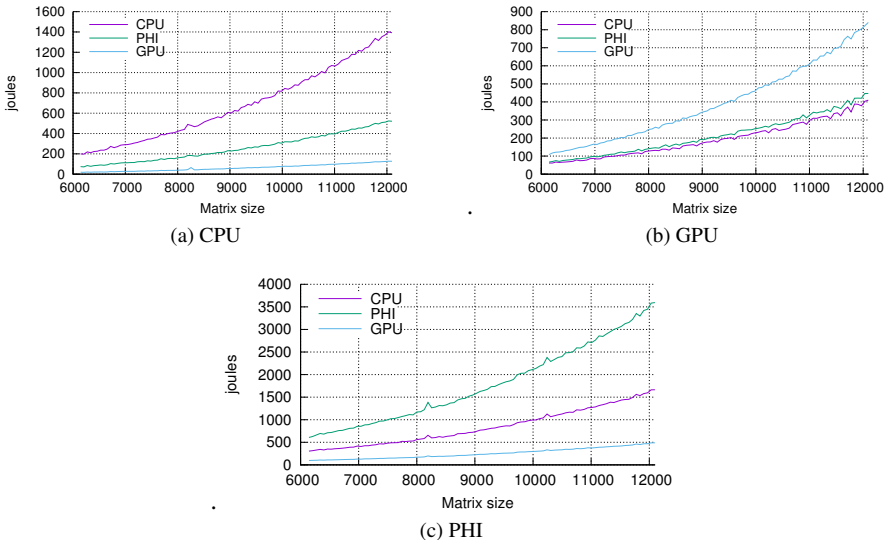 1600
1400
1200
1000
800
600
400
200
0
joules
CPU
PHI
GPU
6000 7000 8000 9000 10000 11000 12000
Matrix size
(a) CPU
900
800
700
600
500
400
300
200
100
0
joules
CPU
PHI
GPU
6000 7000 8000 9000 10000 11000 12000
Matrix size
.
(b) GPU
4000
3500
3000
2500
2000
1500
1000
500
0
joules
CPU
PHI
GPU
6000 7000 8000 9000 10000 11000 12000
Matrix size
.
(c) PHI